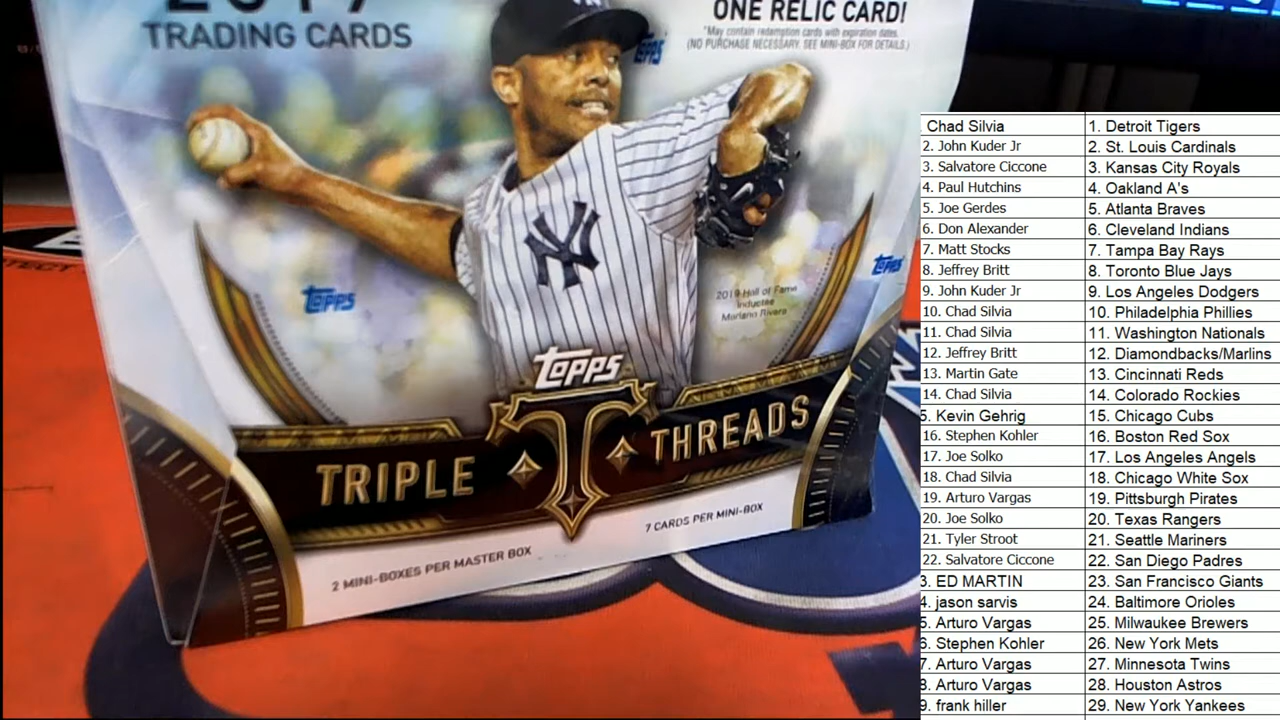 TRADING CARDS
ONE RELIC CARD!
*May contain redemption cards with expiration dates.
(NO PURCHASE NECESSARY. SEE MINI-BOX FOR DETAILS.)
TOPPS
TOPPS
TOPPS
2019 Hall of Fame
Inductee
Mariano Rivera
TOPPS
TRIPLE T THREADS
2 MINI-BOXES PER MASTER BOX
7 CARDS PER MINI-BOX
Chad Silvia 1. Detroit Tigers
2. John Kuder Jr 2. St. Louis Cardinals
3. Salvatore Ciccone 3. Kansas City Royals
4. Paul Hutchins 4. Oakland A's
5. Joe Gerdes 5. Atlanta Braves
6. Don Alexander 6. Cleveland Indians
7. Matt Stocks 7. Tampa Bay Rays
8. Jeffrey Britt 8. Toronto Blue Jays
9. John Kuder Jr 9. Los Angeles Dodgers
10. Chad Silvia 10. Philadelphia Phillies
11. Chad Silvia 11. Washington Nationals
12. Jeffrey Britt 12. Diamondbacks/Marlins
13. Martin Gate 13. Cincinnati Reds
14. Chad Silvia 14. Colorado Rockies
5. Kevin Gehrig 15. Chicago Cubs
16. Stephen Kohler 16. Boston Red Sox
17. Joe Solko 17. Los Angeles Angels
18. Chad Silvia 18. Chicago White Sox
19. Arturo Vargas 19. Pittsburgh Pirates
20. Joe Solko 20. Texas Rangers
21. Tyler Stroot 21. Seattle Mariners
22. Salvatore Ciccone 22. San Diego Padres
3. ED MARTIN 23. San Francisco Giants
4. jason sarvis 24. Baltimore Orioles
5. Arturo Vargas 25. Milwaukee Brewers
6. Stephen Kohler 26. New York Mets
7. Arturo Vargas 27. Minnesota Twins
8. Arturo Vargas 28. Houston Astros
9. frank hiller 29. New York Yankees